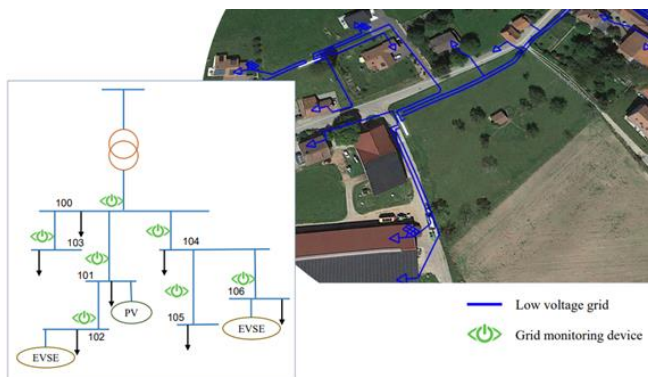 100
103
104
101
106
PV
105
102
EVSE
EVSE
Low voltage grid
Grid monitoring device